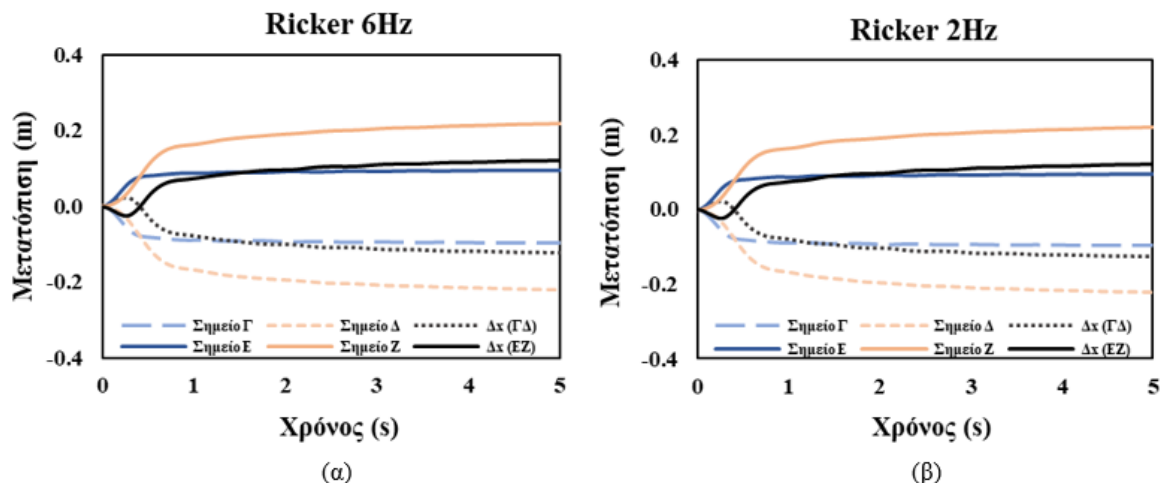 Ricker 6Hz
0.4
0.2
0.0
-0.2
-0.4
Μετατόπιση (m)
Σημείο Γ Σημείο Δ Δx (ΓΔ)
Σημείο Ε Σημείο Ζ Δx (ΕΖ)
0 1 2 3 4 5
Χρόνος (s)
(α)
Ricker 2Hz
0.4
0.2
0.0
-0.2
-0.4
Μετατόπιση (m)
Σημείο Γ Σημείο Δ Δx (ΓΔ)
Σημείο Ε Σημείο Ζ Δx (ΕΖ)
0 1 2 3 4 5
Χρόνος (s)
(β)